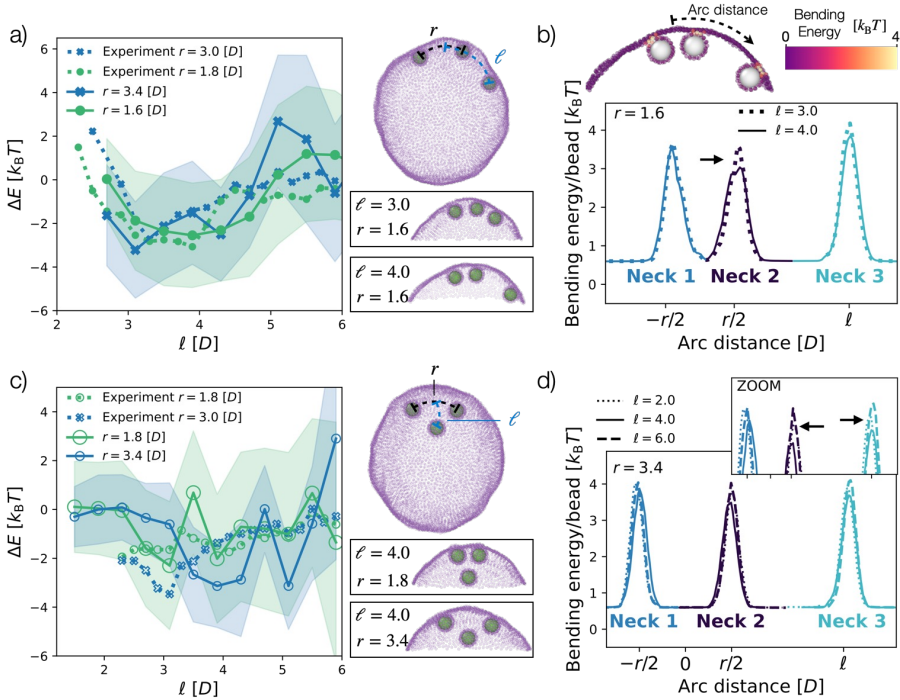 a)
6
4
2
0
−2
−4
−6
ΔE [k_BT]
Experiment r = 3.0 [D]
Experiment r = 1.8 [D]
r = 3.4 [D]
r = 1.6 [D]
2
3
4
5
6
ℓ [D]
r
ℓ
ℓ = 3.0
r = 1.6
ℓ = 4.0
r = 1.6
b)
Arc distance
Bending
Energy
[k_BT]
0
4
r = 1.6
ℓ = 3.0
ℓ = 4.0
Bending energy/bead [k_BT]
4
3
2
1
0
Neck 1
Neck 2
Neck 3
−r/2
r/2
ℓ
Arc distance [D]
c)
4
2
0
−2
−4
−6
ΔE [k_BT]
Experiment r = 1.8 [D]
Experiment r = 3.0 [D]
r = 1.8 [D]
r = 3.4 [D]
2
3
4
5
6
ℓ [D]
r
ℓ
ℓ = 4.0
r = 1.8
ℓ = 4.0
r = 3.4
d)
ℓ = 2.0
ℓ = 4.0
ℓ = 6.0
ZOOM
r = 3.4
Bending energy/bead [k_BT]
4
3
2
1
0
Neck 1
Neck 2
Neck 3
−r/2
0
r/2
ℓ
Arc distance [D]